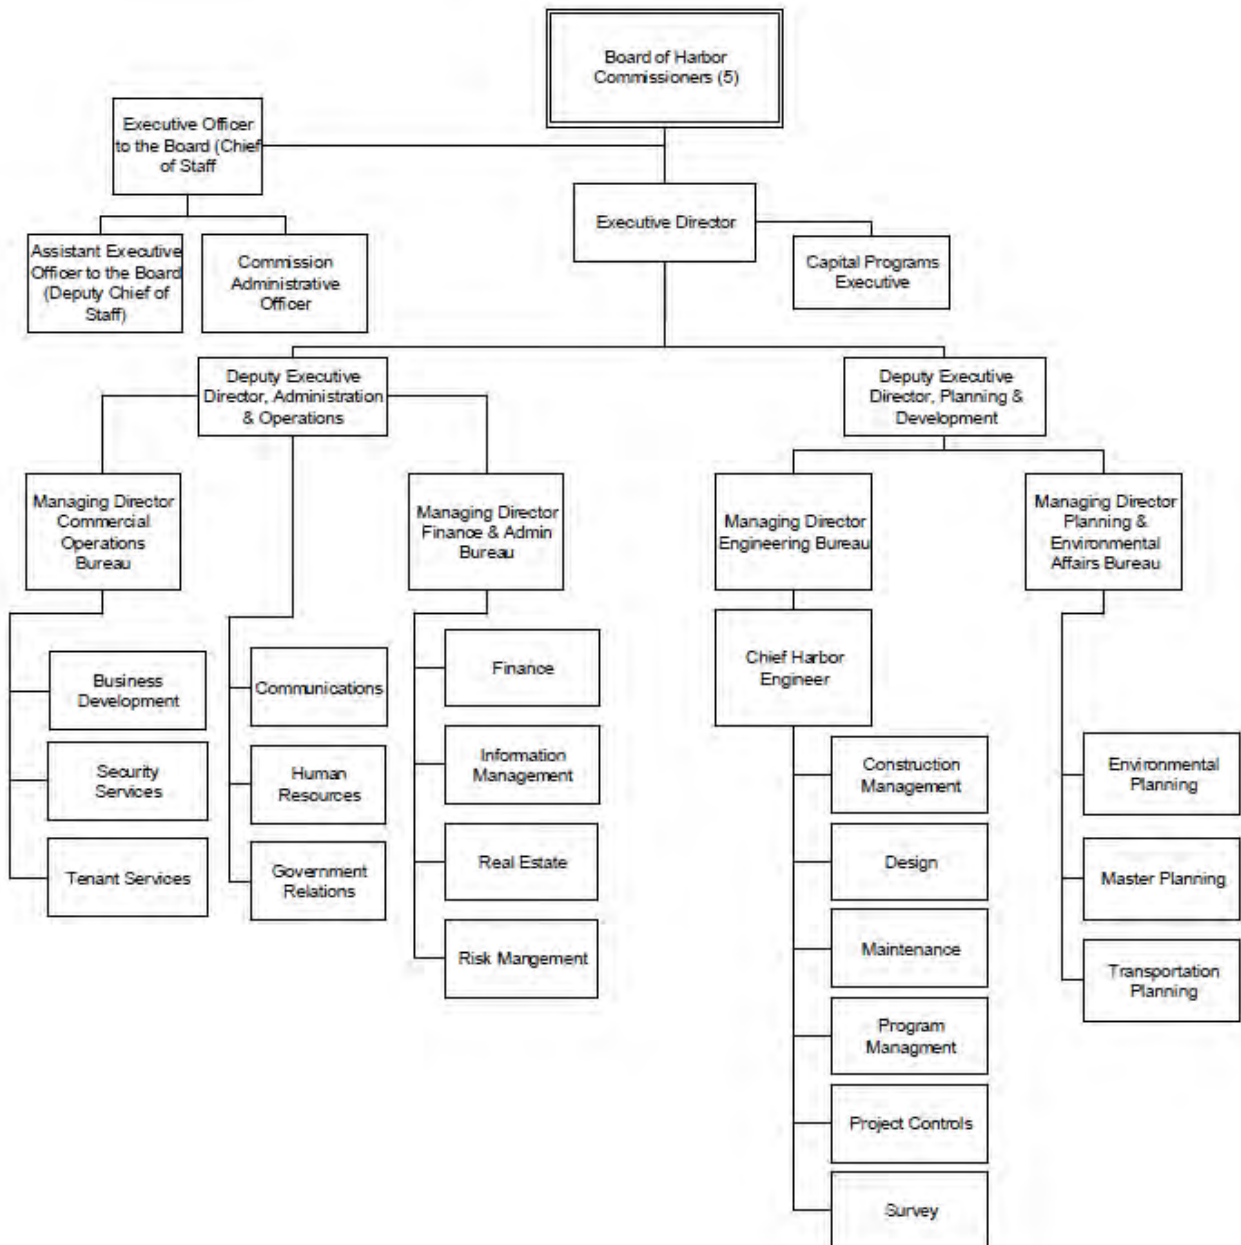 Board of Harbor
Commissioners (5)
Executive Officer
to the Board (Chief
of Staff
Executive Director
Assistant Executive
Officer to the Board
(Deputy Chief of
Staff)
Commission
Administrative
Officer
Capital Programs
Executive
Deputy Executive
Director, Administration
& Operations
Deputy Executive
Director, Planning &
Development
Managing Director
Commercial
Operations
Bureau
Managing Director
Finance & Admin
Bureau
Managing Director
Engineering Bureau
Managing Director
Planning &
Environmental
Affairs Bureau
Business
Development
Security
Services
Tenant Services
Communications
Human
Resources
Government
Relations
Finance
Information
Management
Real Estate
Risk Mangement
Chief Harbor
Engineer
Construction
Management
Design
Maintenance
Program
Managment
Project Controls
Survey
Environmental
Planning
Master Planning
Transportation
Planning